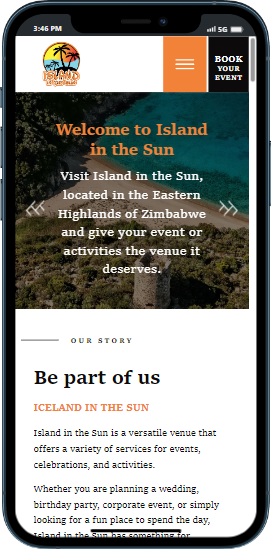 3:46 PM
5G
ISLAND
BOOK
YOUR
EVENT
Welcome to Island
in the Sun
Visit Island in the Sun,
located in the Eastern
Highlands of Zimbabwe
and give your event or
activities the venue it
deserves.
OUR STORY
Be part of us
ICELAND IN THE SUN
Island in the Sun is a versatile venue that
offers a variety of services for events,
celebrations, and activities.
Whether you are planning a wedding,
birthday party, corporate event, or simply
looking for a fun place to spend the day,
Island in the Sun has something for